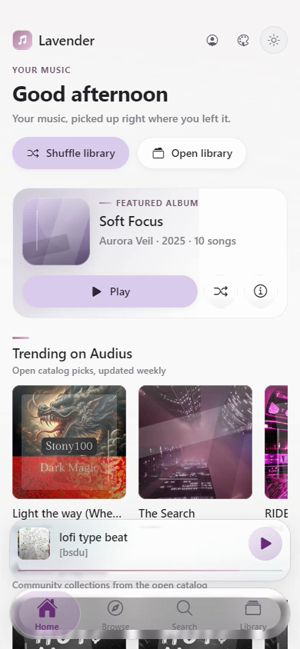 Lavender
YOUR MUSIC
Good afternoon
Your music, picked up right where you left it.
Shuffle library
Open library
FEATURED ALBUM
Soft Focus
Aurora Veil · 2025 · 10 songs
Play
Trending on Audius
Open catalog picks, updated weekly
Stony100
Dark Magic
Light the way (Whe...
The Search
RIDE
lofi type beat
[bsdu]
Community collections from the open catalog
Home
Browse
Search
Library